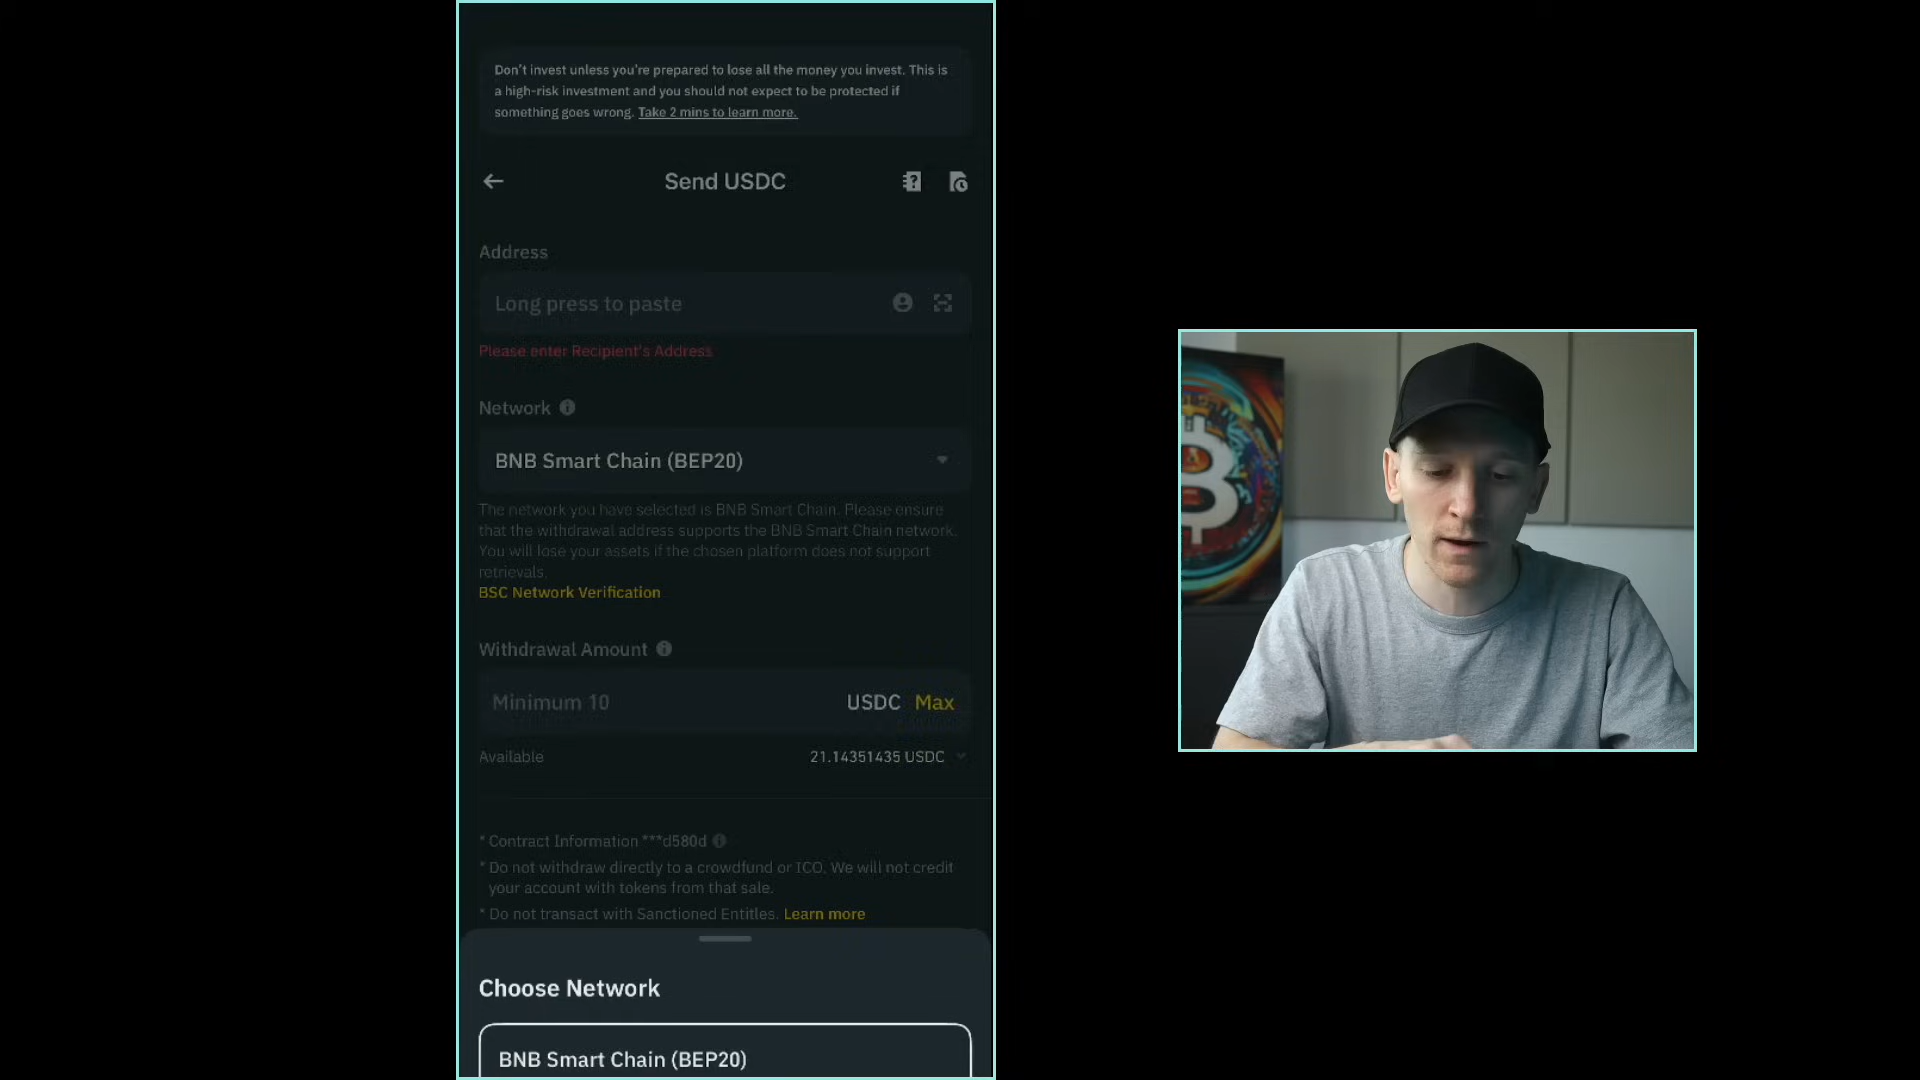 Don't invest unless you're prepared to lose all the money you invest. This is
a high-risk investment and you should not expect to be protected if
something goes wrong. Take 2 mins to learn more.
Send USDC
Address
Long press to paste
Please enter Recipient's Address
Network
BNB Smart Chain (BEP20)
The network you have selected is BNB Smart Chain. Please ensure
that the withdrawal address supports the BNB Smart Chain network.
You will lose your assets if the chosen platform does not support
retrievals.
BSC Network Verification
Withdrawal Amount
Minimum 10 USDC Max
Available 21.14351435 USDC
* Contract Information ***d580d
* Do not withdraw directly to a crowdfund or ICO. We will not credit
your account with tokens from that sale.
* Do not transact with Sanctioned Entitles. Learn more
Choose Network
BNB Smart Chain (BEP20)